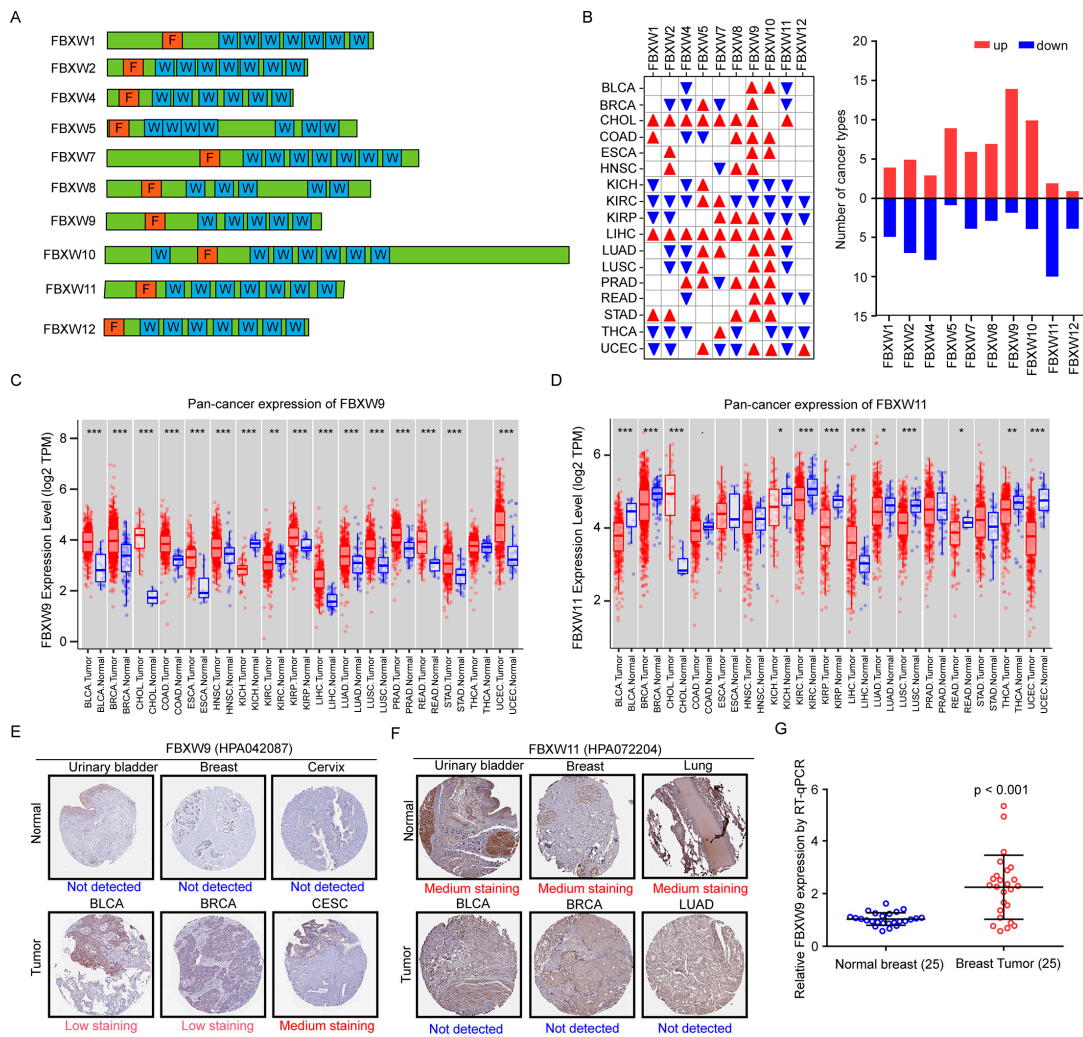 A
FBXW1 F W W W W W W W
FBXW2 F W W W W W W W
FBXW4 F W W W W W W
FBXW5 F W W W W W W W
FBXW7 F W W W W W W W
FBXW8 F W W W W W
FBXW9 F W W W W W
FBXW10 W F W W W W W
FBXW11 F W W W W W W W
FBXW12 F W W W W W W W
B
FBXW1 FBXW2 FBXW4 FBXW5 FBXW7 FBXW8 FBXW9 FBXW10 FBXW11 FBXW12
BLCA
BRCA
CHOL
COAD
ESCA
HNSC
KICH
KIRC
KIRP
LIHC
LUAD
LUSC
PRAD
READ
STAD
THCA
UCEC
up down
Number of cancer types
20
15
10
5
0
5
10
15
FBXW1 FBXW2 FBXW4 FBXW5 FBXW7 FBXW8 FBXW9 FBXW10 FBXW11 FBXW12
C
Pan-cancer expression of FBXW9
FBXW9 Expression Level (log2 TPM)
*** *** *** *** *** *** *** ** *** *** *** *** *** *** *** ***
8
6
4
2
0
BLCA.Tumor BLCA.Normal BRCA.Tumor BRCA.Normal CHOL.Tumor CHOL.Normal COAD.Tumor COAD.Normal ESCA.Tumor ESCA.Normal HNSC.Tumor HNSC.Normal KICH.Tumor KICH.Normal KIRC.Tumor KIRC.Normal KIRP.Tumor KIRP.Normal LIHC.Tumor LIHC.Normal LUAD.Tumor LUAD.Normal LUSC.Tumor LUSC.Normal PRAD.Tumor PRAD.Normal READ.Tumor READ.Normal STAD.Tumor STAD.Normal THCA.Tumor THCA.Normal UCEC.Tumor UCEC.Normal
D
Pan-cancer expression of FBXW11
FBXW11 Expression Level (log2 TPM)
*** *** *** . * *** *** *** * *** * ** ***
6
4
2
BLCA.Tumor BLCA.Normal BRCA.Tumor BRCA.Normal CHOL.Tumor CHOL.Normal COAD.Tumor COAD.Normal ESCA.Tumor ESCA.Normal HNSC.Tumor HNSC.Normal KICH.Tumor KICH.Normal KIRC.Tumor KIRC.Normal KIRP.Tumor KIRP.Normal LIHC.Tumor LIHC.Normal LUAD.Tumor LUAD.Normal LUSC.Tumor LUSC.Normal PRAD.Tumor PRAD.Normal READ.Tumor READ.Normal STAD.Tumor STAD.Normal THCA.Tumor THCA.Normal UCEC.Tumor UCEC.Normal
E
FBXW9 (HPA042087)
Urinary bladder Breast Cervix
Normal
Not detected Not detected Not detected
BLCA BRCA CESC
Tumor
Low staining Low staining Medium staining
F
FBXW11 (HPA072204)
Urinary bladder Breast Lung
Normal
Medium staining Medium staining Medium staining
BLCA BRCA LUAD
Tumor
Not detected Not detected Not detected
G
Relative FBXW9 expression by RT-qPCR
p < 0.001
6
4
2
0
Normal breast (25) Breast Tumor (25)